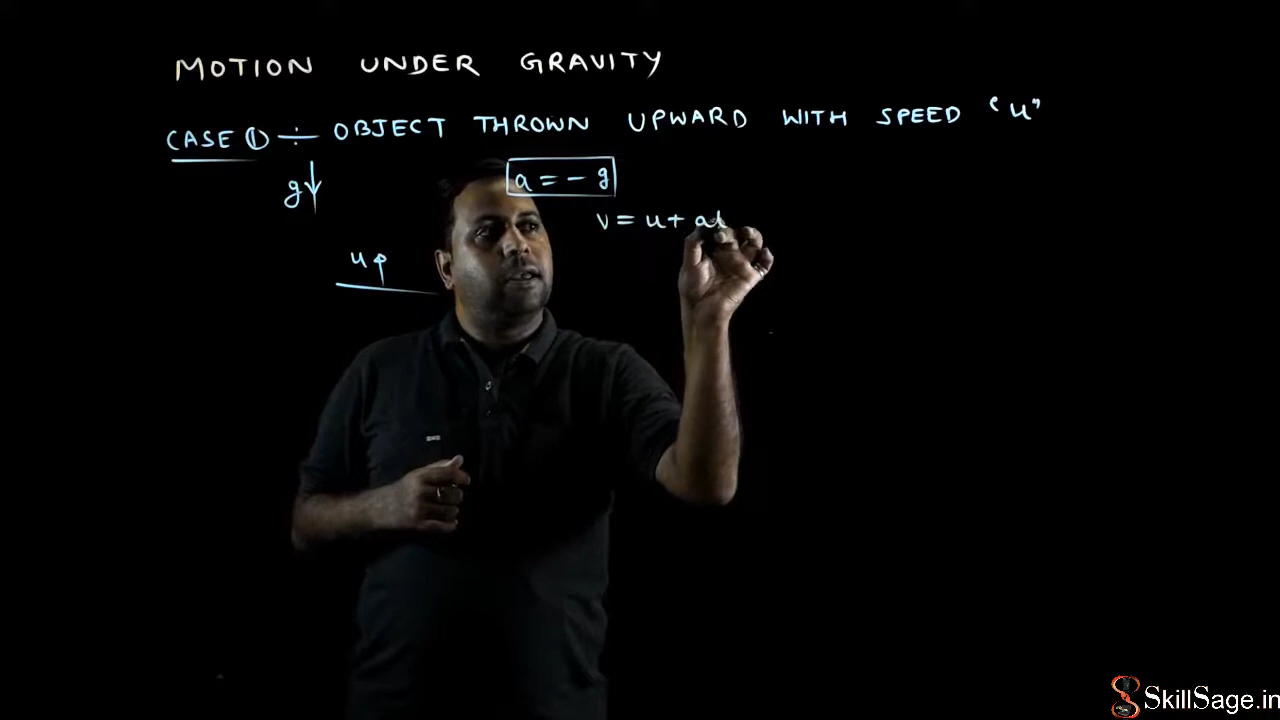 MOTION UNDER GRAVITY
CASE ① ÷ OBJECT THROWN UPWARD WITH SPEED "u"
g↓ a = - g
v = u + at
u↑
SkillSage.in